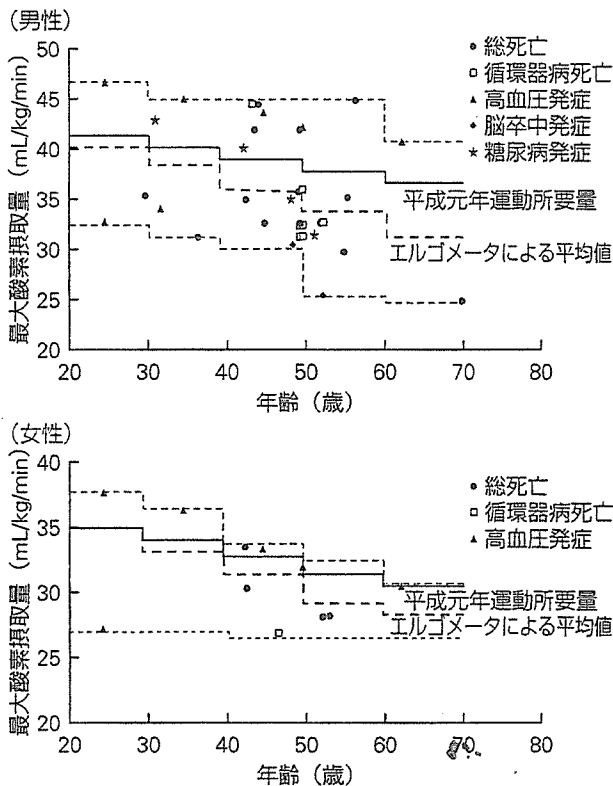 （男性）
最大酸素摂取量（mL/kg/min）
50
45
40
35
30
25
20
20 30 40 50 60 70 80
年齢（歳）
総死亡
循環器病死亡
高血圧発症
脳卒中発症
糖尿病発症
平成元年運動所要量
エルゴメータによる平均値
（女性）
最大酸素摂取量（mL/kg/min）
40
35
30
25
20
20 30 40 50 60 70 80
年齢（歳）
総死亡
循環器病死亡
高血圧発症
平成元年運動所要量
エルゴメータによる平均値